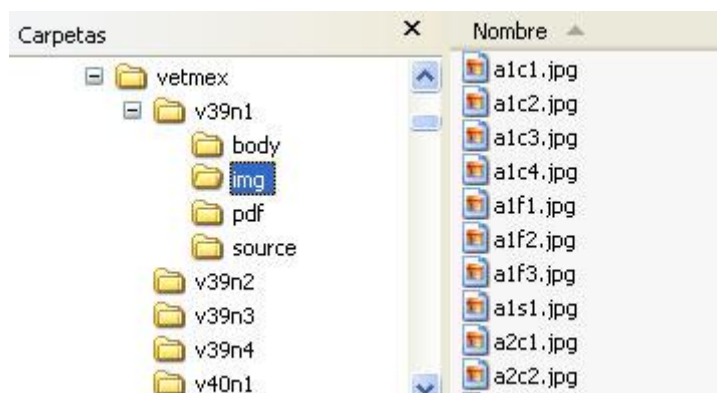 Carpetas
vetmex
v39n1
body
img
pdf
source
v39n2
v39n3
v39n4
v40n1
Nombre
a1c1.jpg
a1c2.jpg
a1c3.jpg
a1c4.jpg
a1f1.jpg
a1f2.jpg
a1f3.jpg
a1s1.jpg
a2c1.jpg
a2c2.jpg